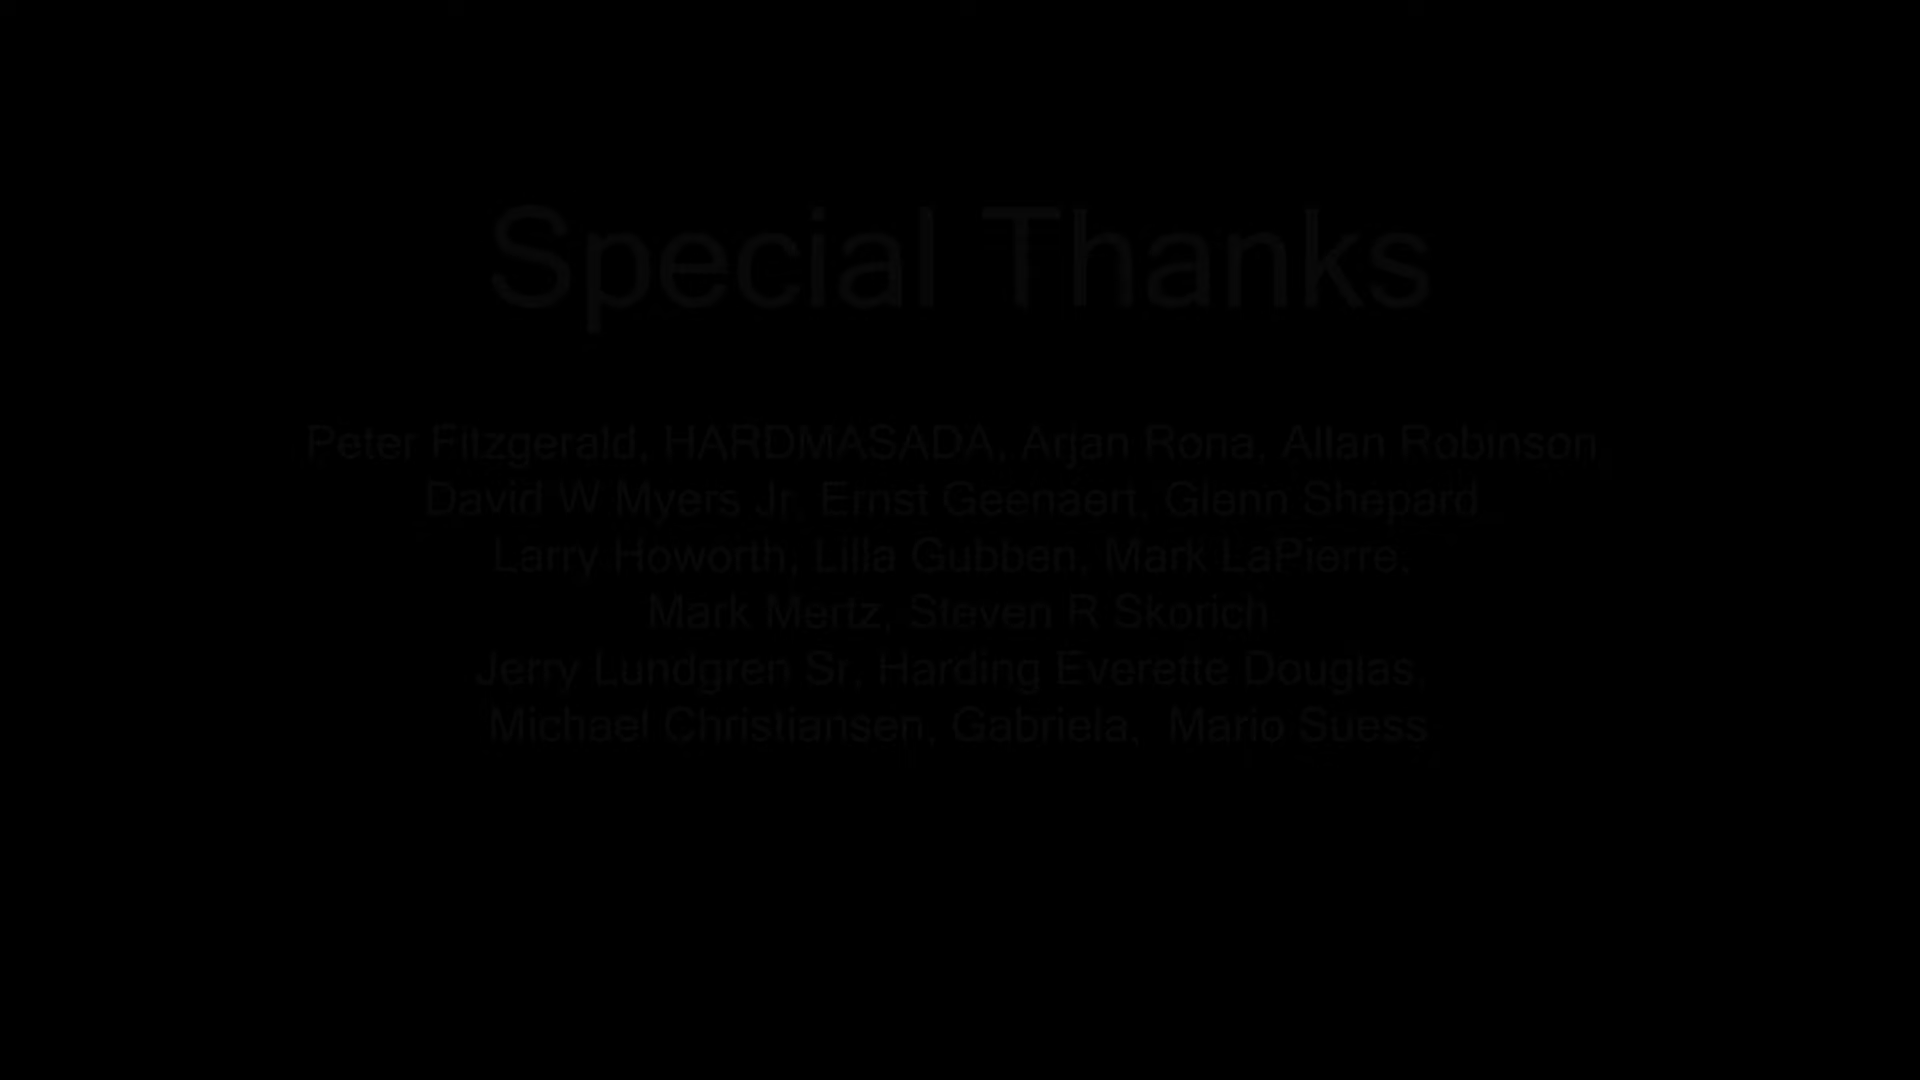 Special Thanks
Peter Fitzgerald, HARDMASADA, Arjan Rona, Allan Robinson
David W Myers Jr, Ernst Geenaert, Glenn Shepard
Larry Howorth, Lilla Gubben, Mark LaPierre,
Mark Mertz, Steven R Skorich
Jerry Lundgren Sr, Harding Everette Douglas,
Michael Christiansen, Gabriela, Mario Suess